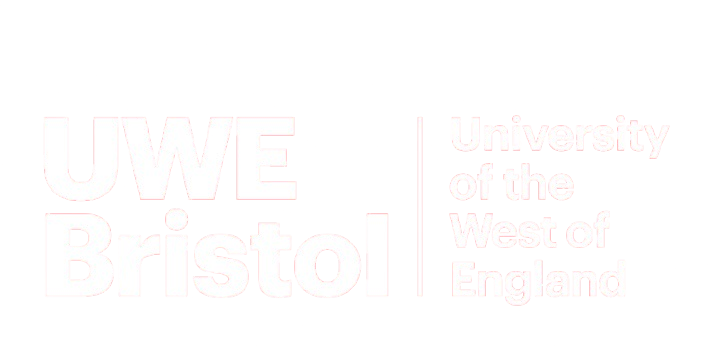 UWE
Bristol
University
of the
West of
England